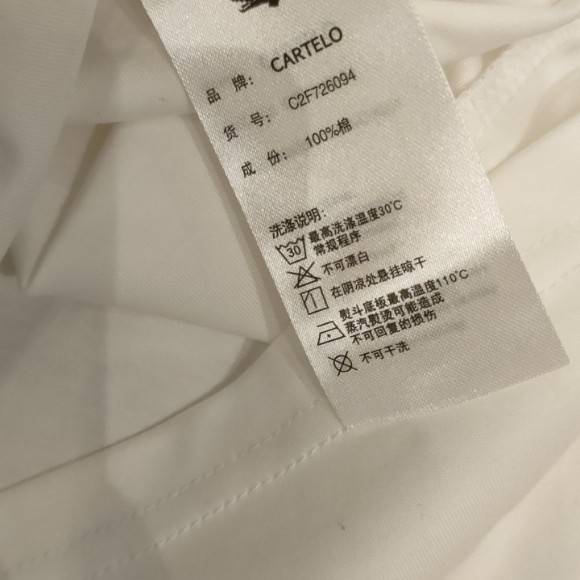 品 牌: CARTELO
货 号: C2F726094
成 份: 100%棉
洗涤说明:
30 最高洗涤温度30℃
常规程序
不可漂白
在阴凉处悬挂晾干
熨斗底板最高温度110℃
蒸汽熨烫可能造成
不可回复的损伤
不可干洗